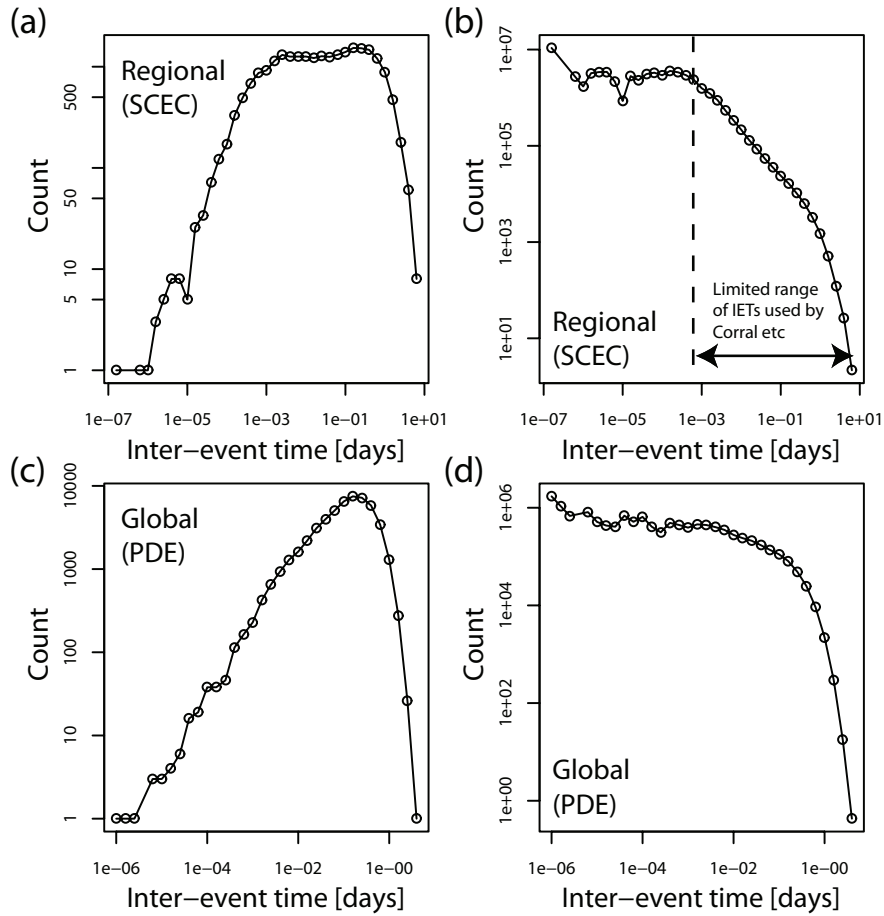 (a)
Regional
(SCEC)
Count
500
50
10
5
1
1e−07
1e−05
1e−03
1e−01
1e+01
Inter−event time [days]
(b)
Count
1e+07
1e+05
1e+03
1e+01
Limited range
of IETs used by
Corral etc
Regional
(SCEC)
1e−07
1e−05
1e−03
1e−01
1e+01
Inter−event time [days]
(c)
Global
(PDE)
Count
10000
1000
100
10
1
1e−06
1e−04
1e−02
1e−00
Inter−event time [days]
(d)
Count
1e+06
1e+04
1e+02
1e+00
Global
(PDE)
1e−06
1e−04
1e−02
1e−00
Inter−event time [days]